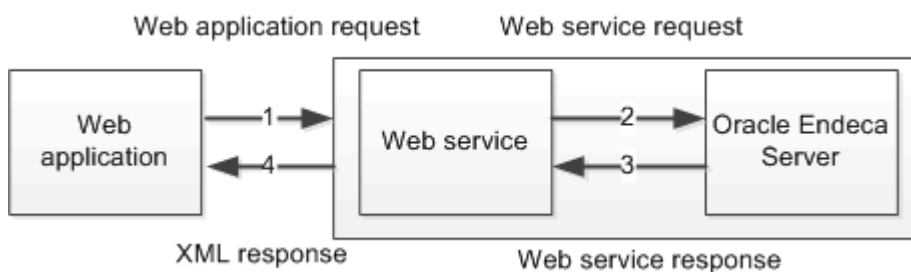 Web application request
Web service request
Web
application
1
4
Web service
2
3
Oracle Endeca
Server
XML response
Web service response